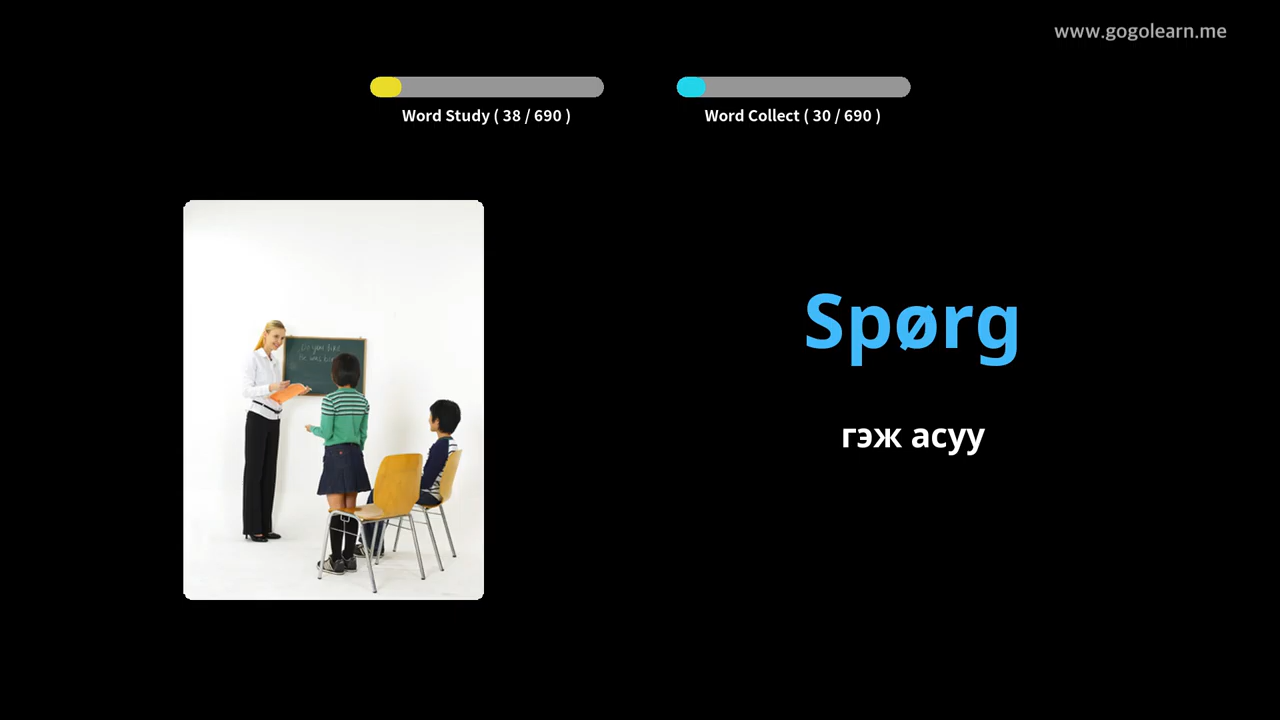 www.gogolearn.me
Word Study ( 38 / 690 )
Word Collect ( 30 / 690 )
Spørg
гэж асуу